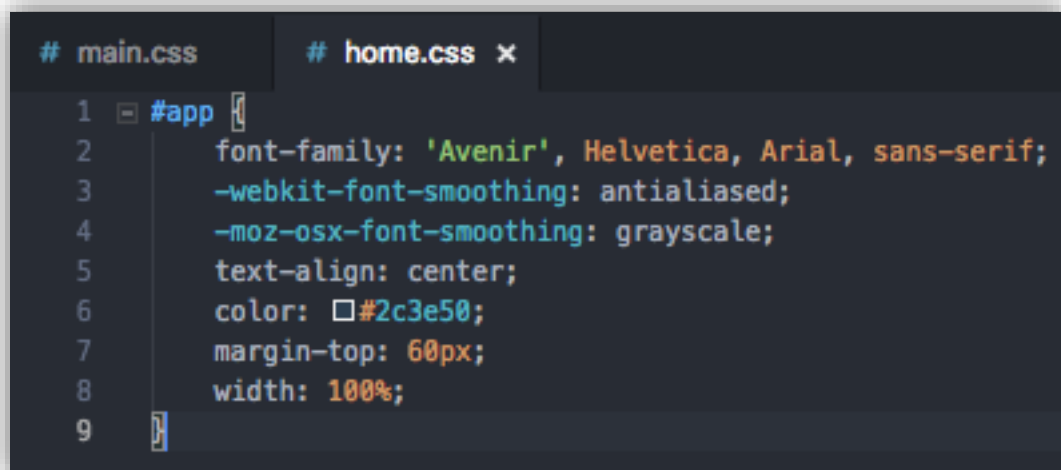 # main.css # home.css ×
1 #app {
2 font-family: 'Avenir', Helvetica, Arial, sans-serif;
3 -webkit-font-smoothing: antialiased;
4 -moz-osx-font-smoothing: grayscale;
5 text-align: center;
6 color: #2c3e50;
7 margin-top: 60px;
8 width: 100%;
9 }